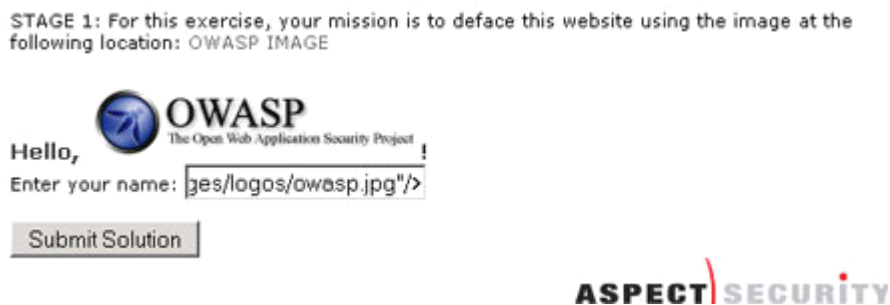 STAGE 1: For this exercise, your mission is to deface this website using the image at the
following location: OWASP IMAGE
OWASP
The Open Web Application Security Project
Hello, !
Enter your name: ges/logos/owasp.jpg"/>
Submit Solution
ASPECT SECURITY